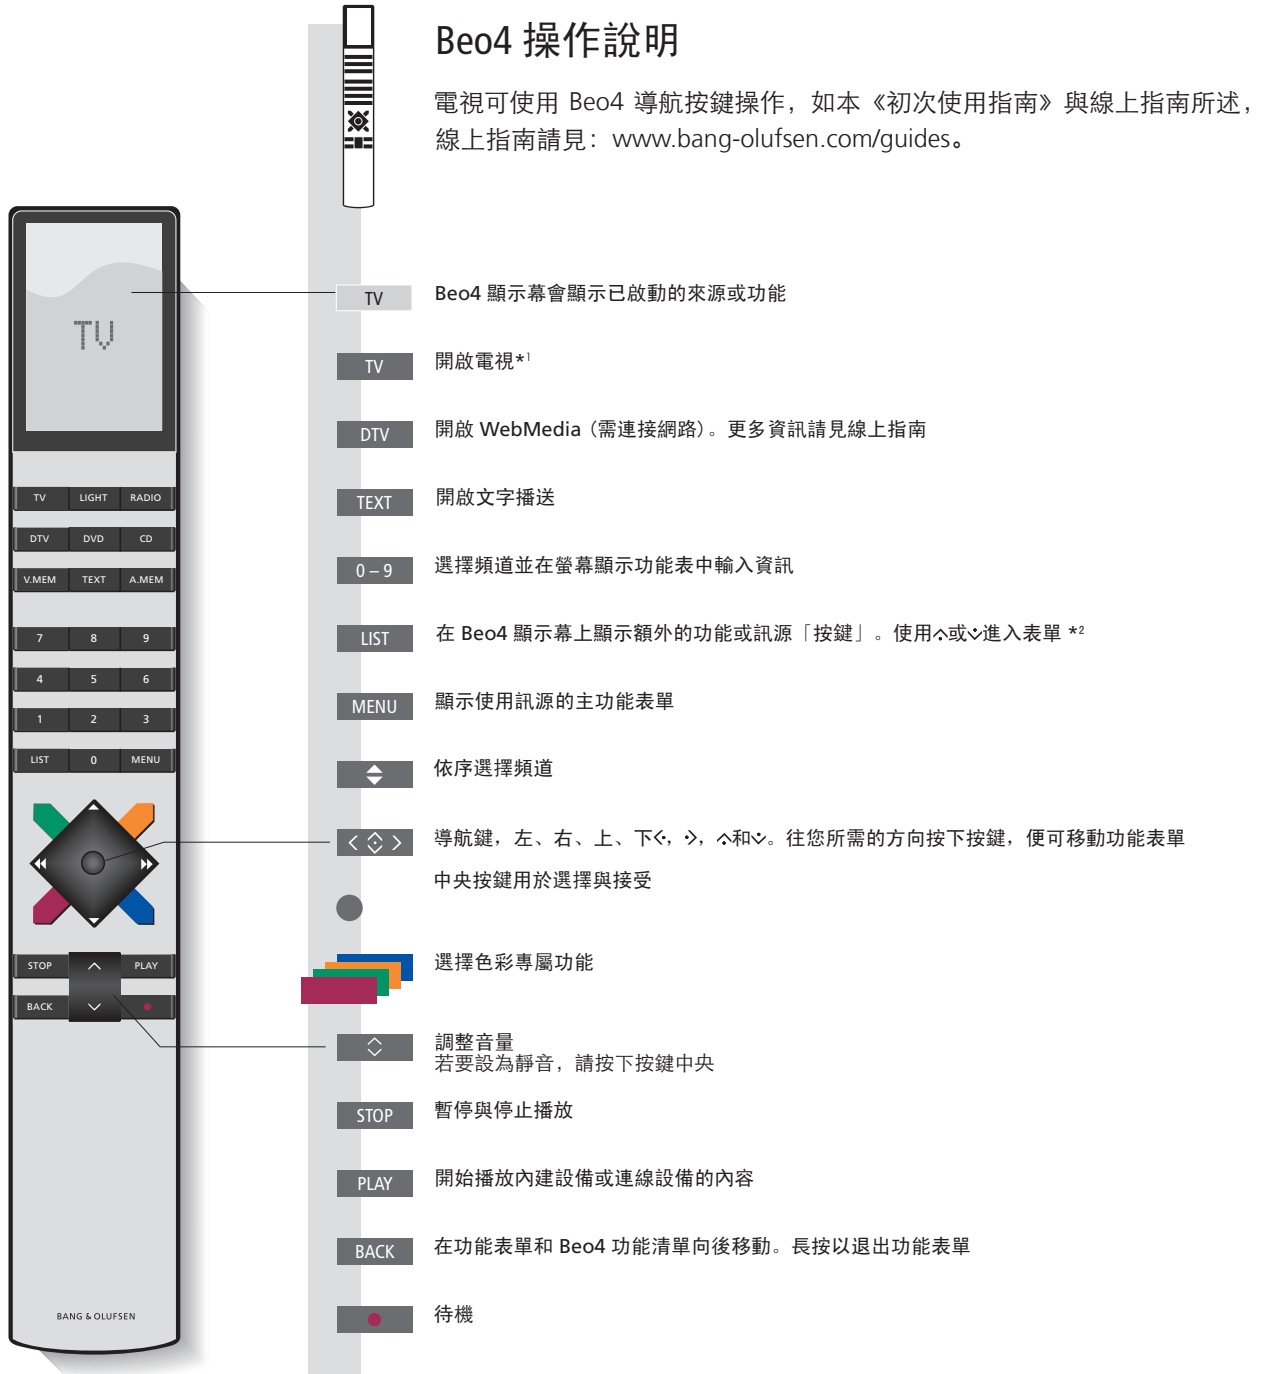 Beo4 操作說明
電視可使用 Beo4 導航按鍵操作，如本《初次使用指南》與線上指南所述，
線上指南請見：www.bang-olufsen.com/guides。
TV
TV
Beo4 顯示幕會顯示已啟動的來源或功能
TV
開啟電視*1
DTV
開啟 WebMedia（需連接網路）。更多資訊請見線上指南
TEXT
開啟文字播送
0 – 9
選擇頻道並在螢幕顯示功能表中輸入資訊
LIST
在 Beo4 顯示幕上顯示額外的功能或訊源「按鍵」。使用或進入表單 *2
MENU
顯示使用訊源的主功能表單
依序選擇頻道
導航鍵，左、右、上、下，，和。往您所需的方向按下按鍵，便可移動功能表單
中央按鍵用於選擇與接受
選擇色彩專屬功能
調整音量
若要設為靜音，請按下按鍵中央
STOP
暫停與停止播放
PLAY
開始播放內建設備或連線設備的內容
BACK
在功能表單和 Beo4 功能清單向後移動。長按以退出功能表單
待機
TV LIGHT RADIO
DTV DVD CD
V.MEM TEXT A.MEM
7 8 9
4 5 6
1 2 3
LIST 0 MENU
STOP PLAY
BACK
BANG & OLUFSEN